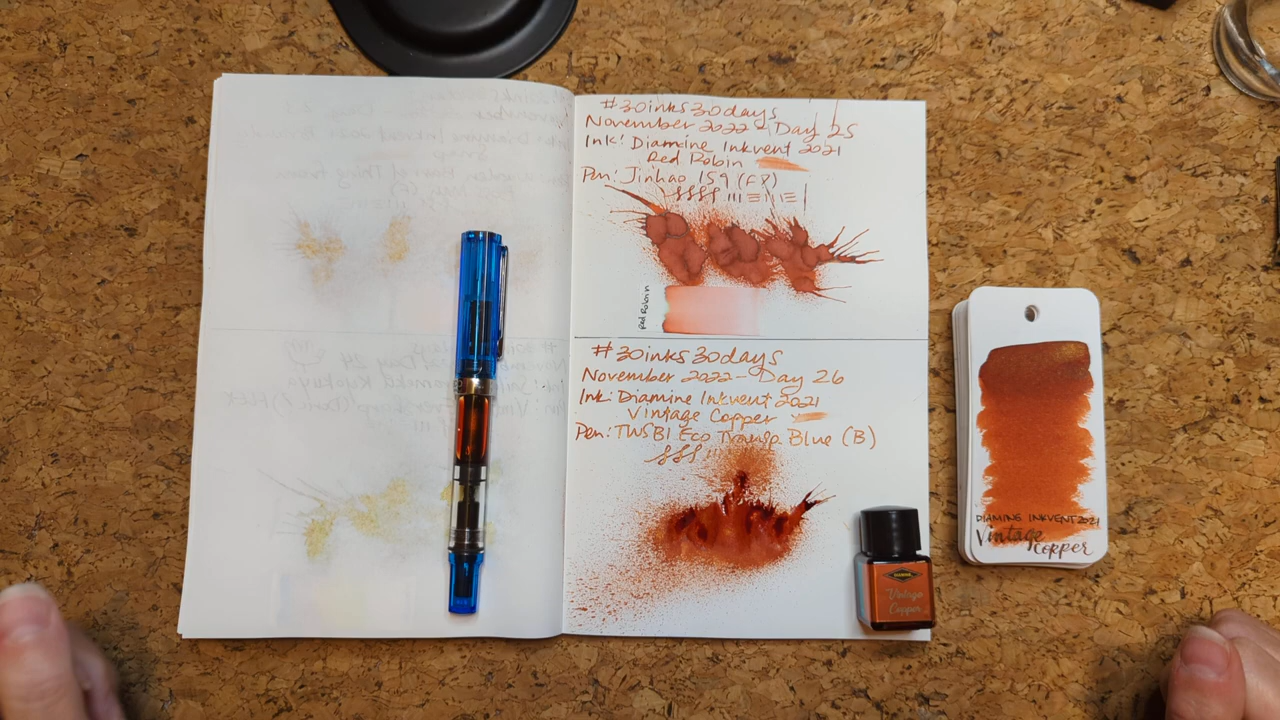 #30inks30days
November 2022 - Day 25
Ink: Diamine Inkvent 2021
Red Robin
Pen: Jinhao 159 (FP)
Red Robin
#30inks30days
November 2022 - Day 26
Ink: Diamine Inkvent 2021
Vintage Copper
Pen: TWSBI Eco Transp. Blue (B)
Vintage
Copper
DIAMINE INKVENT 2021
Vintage
Copper